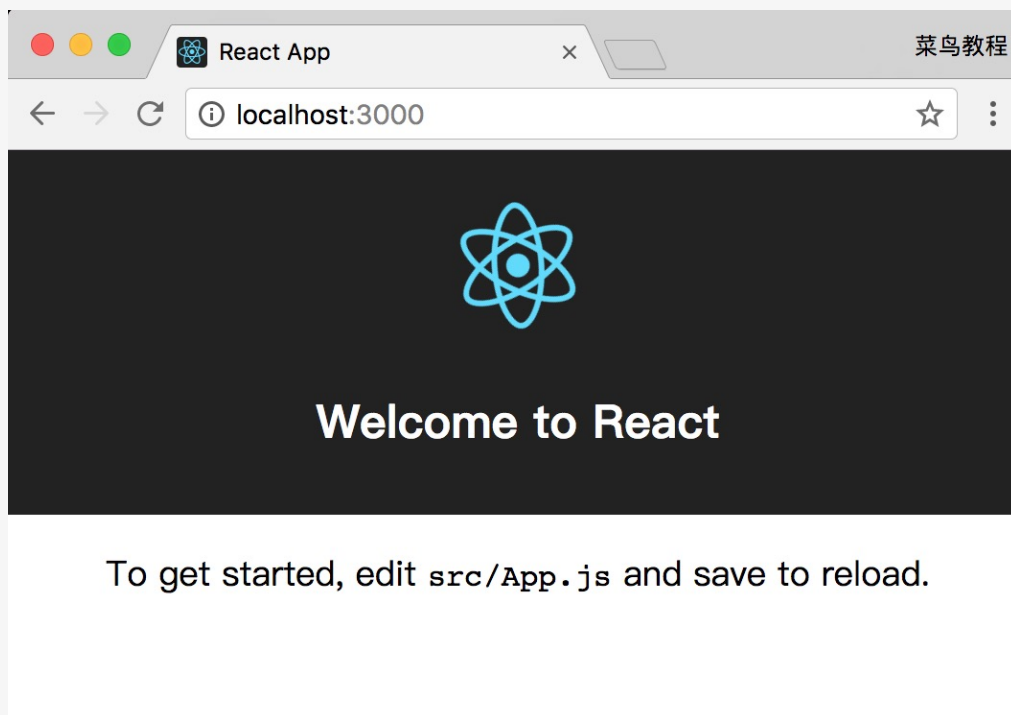 React App
菜鸟教程
localhost:3000
Welcome to React
To get started, edit src/App.js and save to reload.